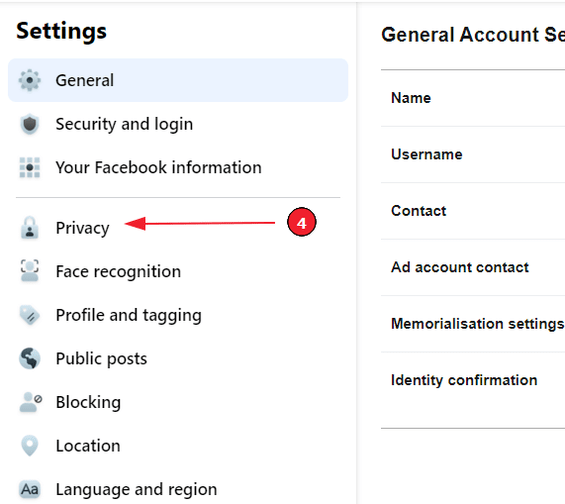 Settings
General
Security and login
Your Facebook information
Privacy
4
Face recognition
Profile and tagging
Public posts
Blocking
Location
Aa
Language and region
General Account Se
Name
Username
Contact
Ad account contact
Memorialisation settings
Identity confirmation